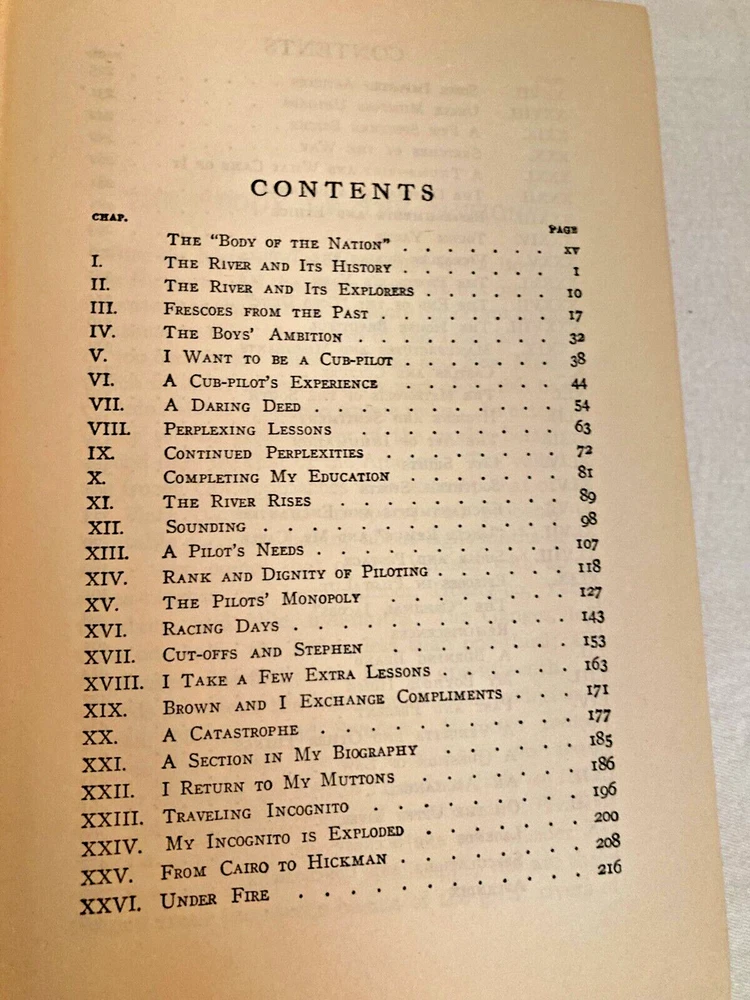 CONTENTS
CHAP. PAGE
The "Body of the Nation" . . . . . . . xv
I. The River and Its History . . . . . . . 1
II. The River and Its Explorers . . . . . . 10
III. Frescoes from the Past . . . . . . . . 17
IV. The Boys' Ambition . . . . . . . . . 32
V. I Want to be a Cub-pilot . . . . . . . 38
VI. A Cub-pilot's Experience . . . . . . . 44
VII. A Daring Deed . . . . . . . . . . . 54
VIII. Perplexing Lessons . . . . . . . . . 63
IX. Continued Perplexities . . . . . . . . 72
X. Completing My Education . . . . . . . 81
XI. The River Rises . . . . . . . . . . 89
XII. Sounding . . . . . . . . . . . . . 98
XIII. A Pilot's Needs . . . . . . . . . . . 107
XIV. Rank and Dignity of Piloting . . . . . . 118
XV. The Pilots' Monopoly . . . . . . . . 127
XVI. Racing Days . . . . . . . . . . . . 143
XVII. Cut-offs and Stephen . . . . . . . . 153
XVIII. I Take a Few Extra Lessons . . . . . . 163
XIX. Brown and I Exchange Compliments . . . 171
XX. A Catastrophe . . . . . . . . . . . 177
XXI. A Section in My Biography . . . . . . 185
XXII. I Return to My Muttons . . . . . . . 186
XXIII. Traveling Incognito . . . . . . . . . 196
XXIV. My Incognito is Exploded . . . . . . . 200
XXV. From Cairo to Hickman . . . . . . . . 208
XXVI. Under Fire . . . . . . . . . . . . 216